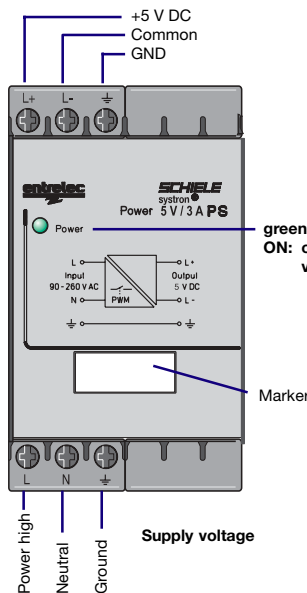 +5 V DC
Common
GND
L+ L-
entrelec SCHIELE
systron
Power 5 V / 3 A PS
Power
green
ON:
L L+
Input Output
90-260 V AC 5 V DC
N PWM L -
Marker
L N
Power high
Neutral
Ground
Supply voltage